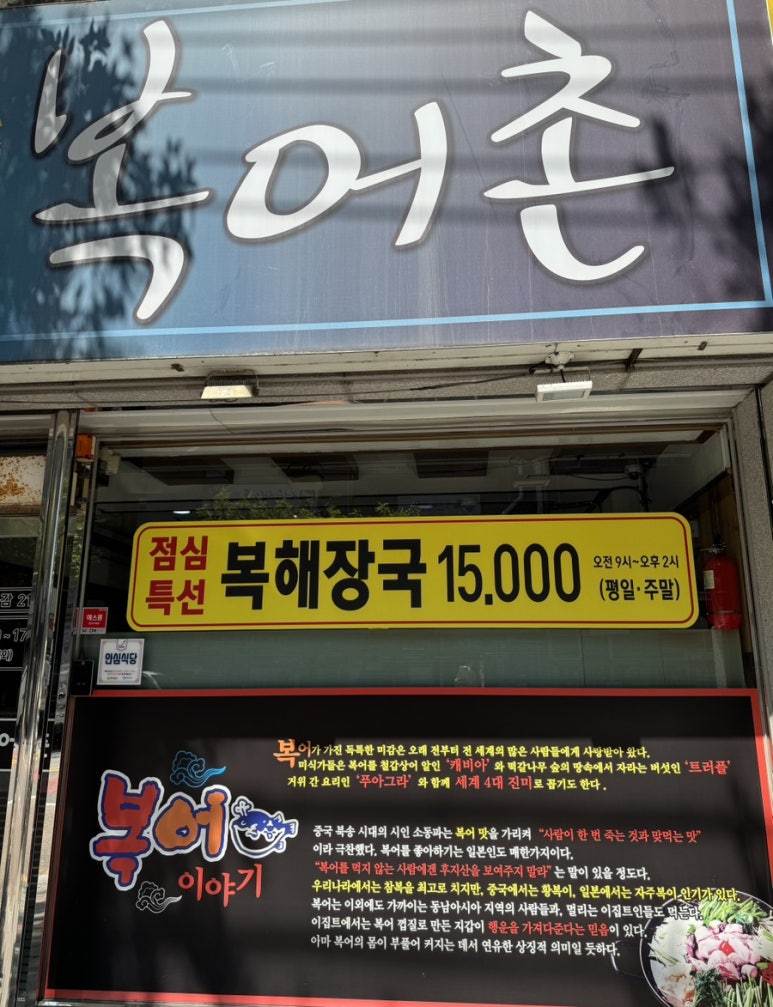 복어촌
점심
특선
복해장국 15.000
오전 9시~오후 2시
(평일·주말)
감 21
~17
에스원
안심식당
복어
이야기
복어가 가진 독특한 미감은 오래 전부터 전 세계의 많은 사람들에게 사랑받아 왔다.
미식가들은 복어를 철갑상어 알인 '캐비아' 와 떡갈나무 숲의 땅속에서 자라는 버섯인 '트러플'
거위 간 요리인 '푸아그라' 와 함께 세계 4대 진미로 꼽기도 한다.
중국 북송 시대의 시인 소동파는 복어 맛을 가리켜 "사람이 한 번 죽는 것과 맞먹는 맛"
이라 극찬했다. 복어를 좋아하기는 일본인도 매한가지이다.
"복어를 먹지 않는 사람에겐 후지산을 보여주지 말라" 는 말이 있을 정도다.
우리나라에서는 참복을 최고로 치지만, 중국에서는 황복이, 일본에서는 자주복이 인기가 있다.
복어는 이외에도 가까이는 동남아시아 지역의 사람들과, 멀리는 이집트인들도 먹는다.
이집트에서는 복어 껍질로 만든 지갑이 행운을 가져다준다는 믿음이 있다.
아마 복어의 몸이 부풀어 커지는 데서 연유한 상징적 의미일 듯하다.